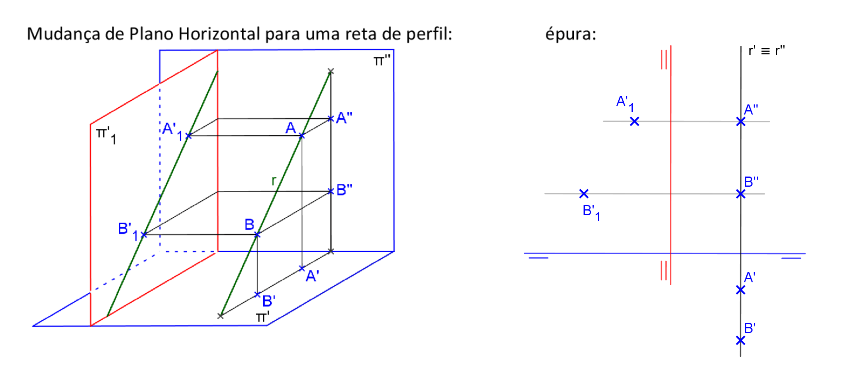 Mudança de Plano Horizontal para uma reta de perfil:
épura:
π"
π'1
A'1
A
A"
r
B"
B'1
B
A'
B'
π'
r' ≡ r"
A'1
A"
B"
B'1
A'
B'